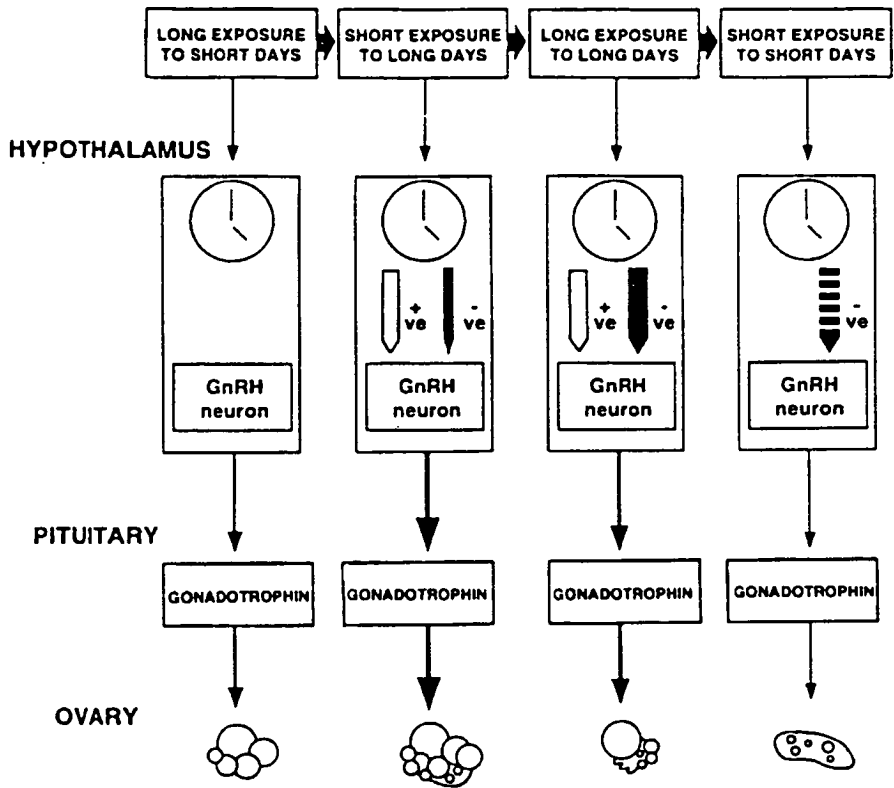 LONG EXPOSURE
TO SHORT DAYS
SHORT EXPOSURE
TO LONG DAYS
LONG EXPOSURE
TO LONG DAYS
SHORT EXPOSURE
TO SHORT DAYS
HYPOTHALAMUS
+
ve
-
ve
+
ve
-
ve
-
ve
GnRH
neuron
GnRH
neuron
GnRH
neuron
GnRH
neuron
PITUITARY
GONADOTROPHIN
GONADOTROPHIN
GONADOTROPHIN
GONADOTROPHIN
OVARY